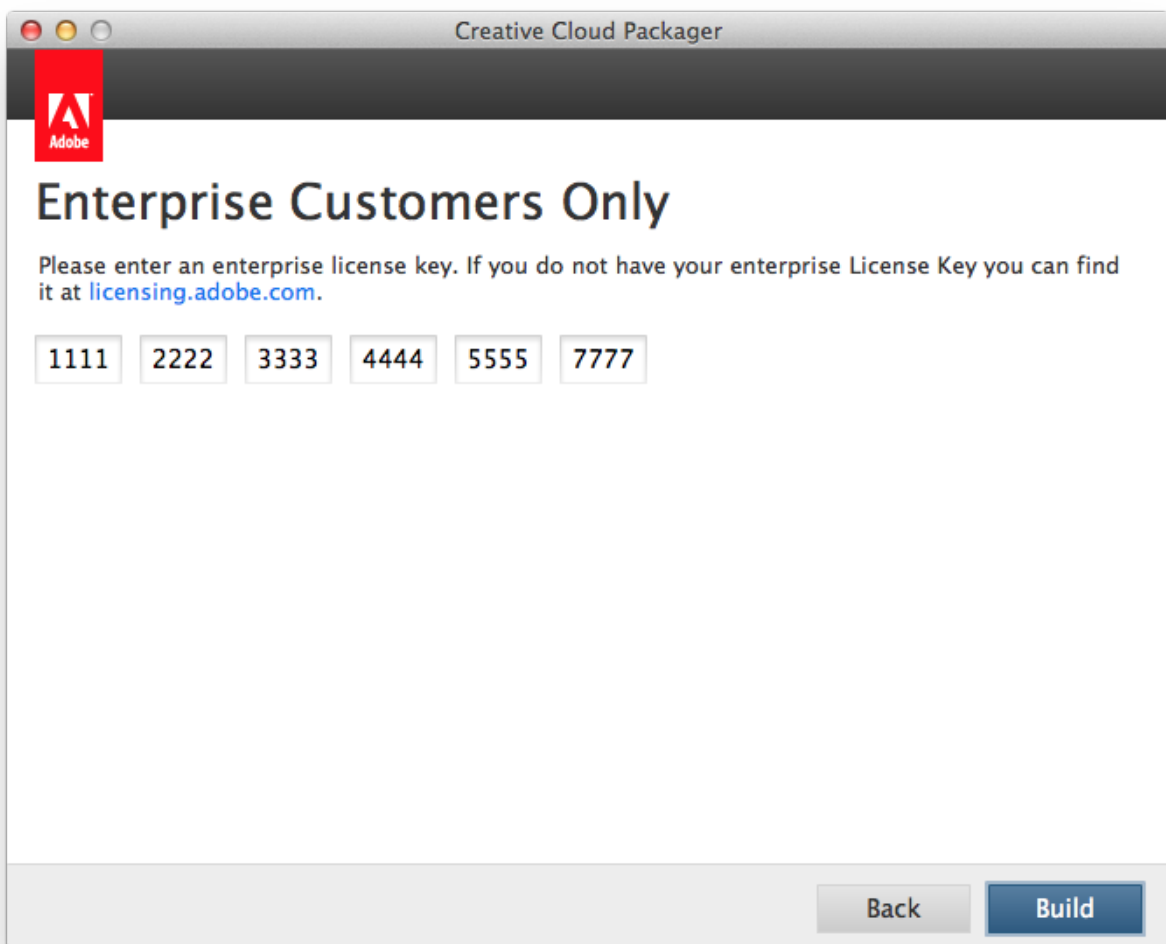 Creative Cloud Packager
Adobe
Enterprise Customers Only
Please enter an enterprise license key. If you do not have your enterprise License Key you can find
it at licensing.adobe.com.
1111 2222 3333 4444 5555 7777
Back Build